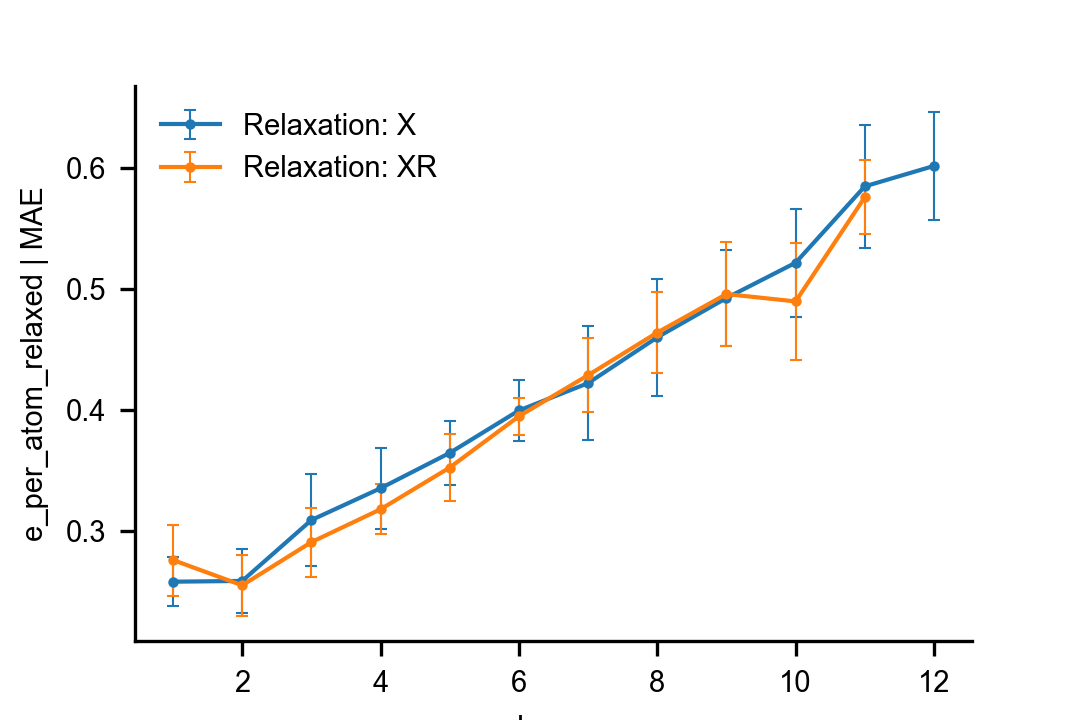 Relaxation: X
Relaxation: XR
e_per_atom_relaxed | MAE
0.6
0.5
0.4
0.3
2 4 6 8 10 12